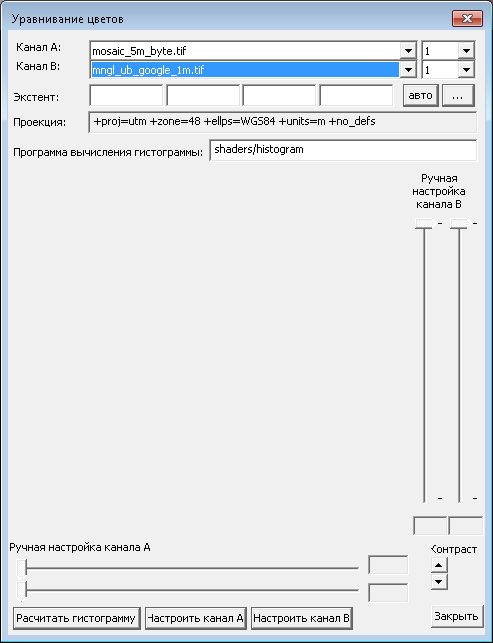 Уравнивание цветов
Канал А: mosaic_5m_byte.tif 1
Канал В: mngl_ub_google_1m.tif 1
Экстент: авто ...
Проекция: +proj=utm +zone=48 +ellps=WGS84 +units=m +no_defs
Программа вычисления гистограммы: shaders/histogram
Ручная
настройка
канала В
Ручная настройка канала А
Контраст
Расчитать гистограмму Настроить канал А Настроить канал В Закрыть